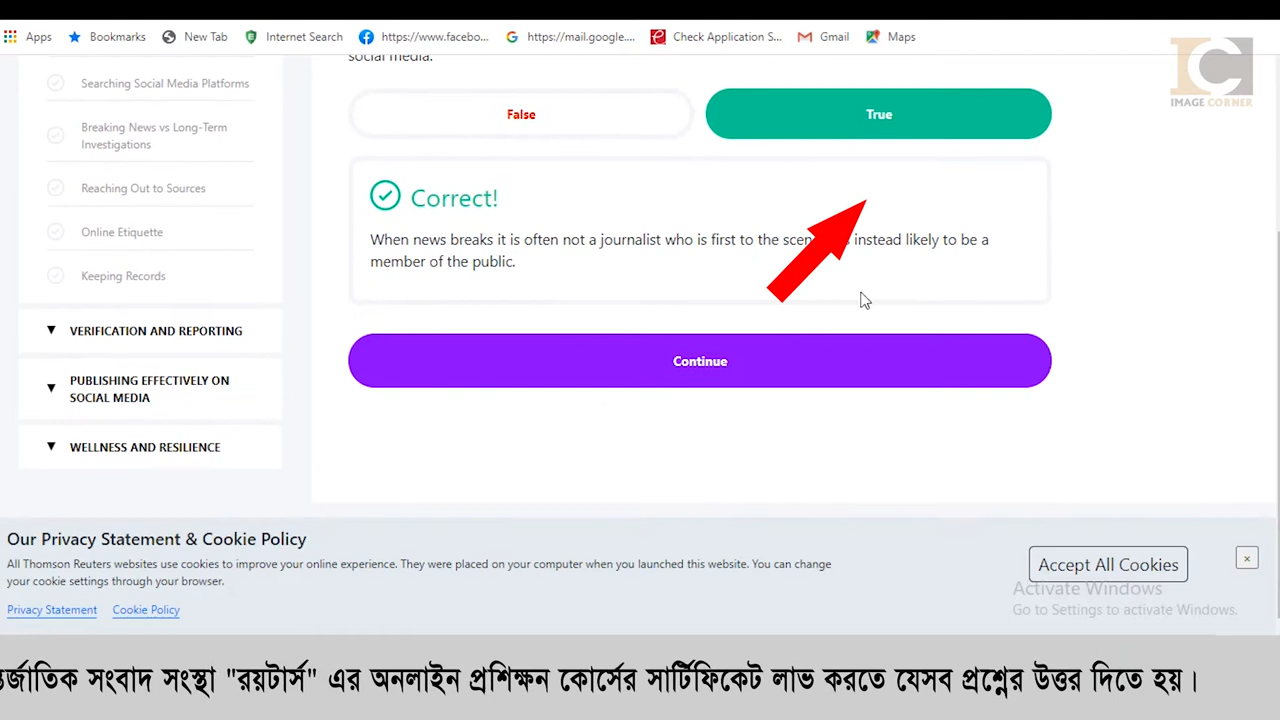 Apps
Bookmarks
New Tab
Internet Search
https://www.facebo...
https://mail.google....
Check Application S...
Gmail
Maps
IC
IMAGE CORNER
social media.
Searching Social Media Platforms
Breaking News vs Long-Term
Investigations
Reaching Out to Sources
Online Etiquette
Keeping Records
VERIFICATION AND REPORTING
PUBLISHING EFFECTIVELY ON
SOCIAL MEDIA
WELLNESS AND RESILIENCE
False
True
Correct!
When news breaks it is often not a journalist who is first to the instead likely to be a
member of the public.
Continue
Our Privacy Statement & Cookie Policy
All Thomson Reuters websites use cookies to improve your online experience. They were placed on your computer when you launched this website. You can change
your cookie settings through your browser.
Privacy Statement Cookie Policy
Accept All Cookies
Activate Windows
Go to Settings to activate Windows.
সংবাদ সংস্থা "রয়টার্স" এর অনলাইন প্রশিক্ষন কোর্সের সার্টিফিকেট লাভ করতে যেসব প্রশ্নের উত্তর দিতে হয়।